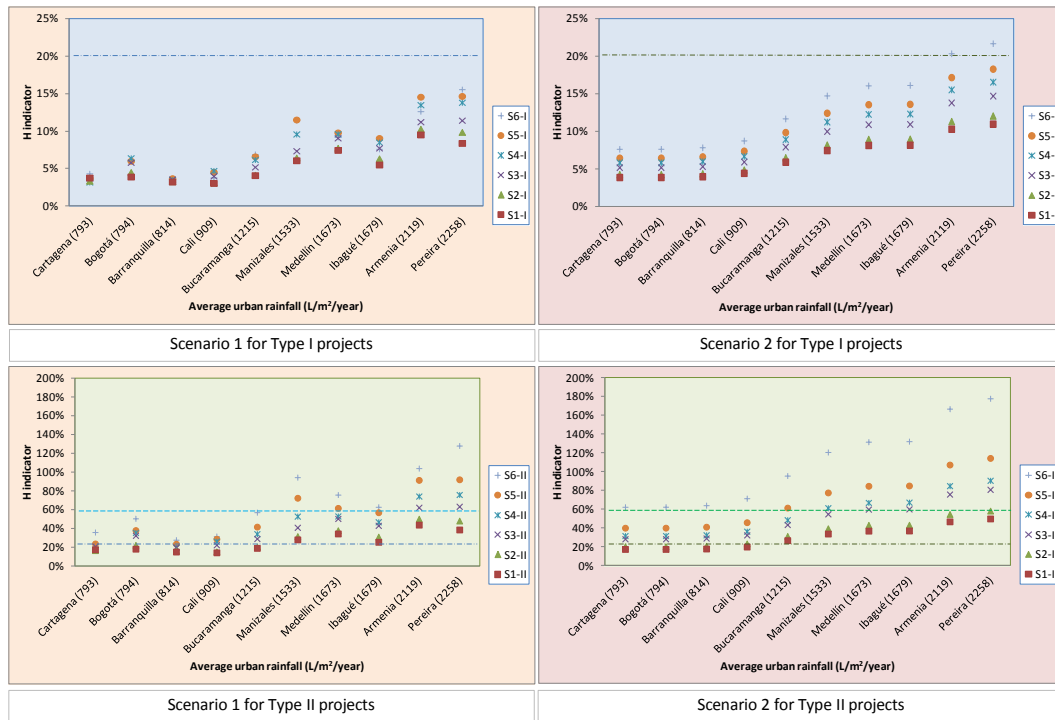 25%
20%
15%
10%
5%
0%
H indicator
Cartagena (793)
Bogotá (794)
Barranquilla (814)
Cali (909)
Bucaramanga (1215)
Manizales (1533)
Medellín (1673)
Ibagué (1679)
Armenia (2119)
Pereira (2258)
Average urban rainfall (L/m²/year)
S6-I
S5-I
S4-I
S3-I
S2-I
S1-I
Scenario 1 for Type I projects
25%
20%
15%
10%
5%
0%
H indicator
Cartagena (793)
Bogotá (794)
Barranquilla (814)
Cali (909)
Bucaramanga (1215)
Manizales (1533)
Medellín (1673)
Ibagué (1679)
Armenia (2119)
Pereira (2258)
Average urban rainfall (L/m²/year)
S6-
S5-
S4-
S3-
S2-
S1-
Scenario 2 for Type I projects
200%
180%
160%
140%
120%
100%
80%
60%
40%
20%
0%
H indicator
Cartagena (793)
Bogotá (794)
Barranquilla (814)
Cali (909)
Bucaramanga (1215)
Manizales (1533)
Medellín (1673)
Ibagué (1679)
Armenia (2119)
Pereira (2258)
Average urban rainfall (L/m²/year)
S6-II
S5-II
S4-II
S3-II
S2-II
S1-II
Scenario 1 for Type II projects
200%
180%
160%
140%
120%
100%
80%
60%
40%
20%
0%
H indicator
Cartagena (793)
Bogotá (794)
Barranquilla (814)
Cali (909)
Bucaramanga (1215)
Manizales (1533)
Medellín (1673)
Ibagué (1679)
Armenia (2119)
Pereira (2258)
Average urban rainfall (L/m²/year)
S6-I
S5-I
S4-I
S3-I
S2-I
S1-I
Scenario 2 for Type II projects